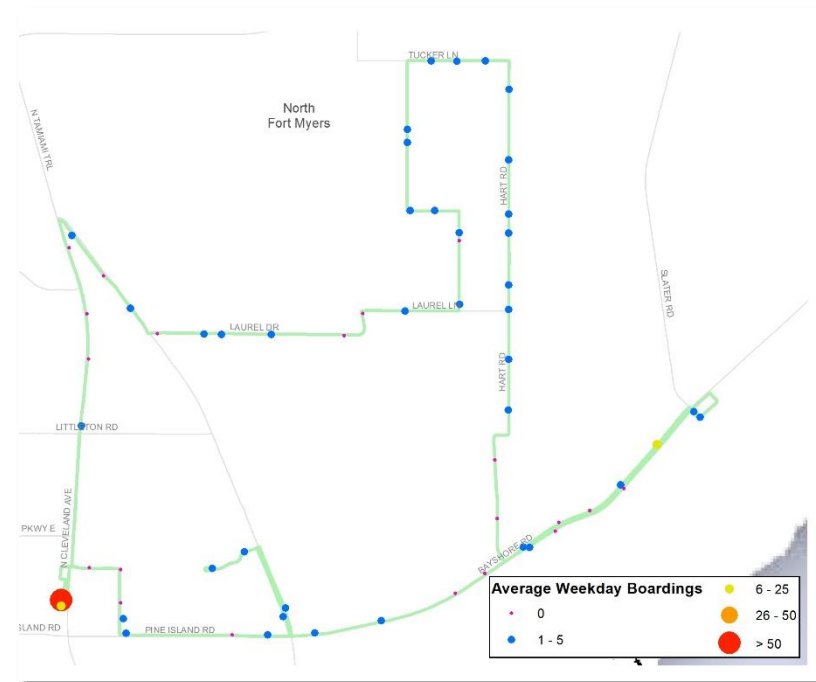 TUCKER LN
North
Fort Myers
N TAMIAMI TRL
HART RD
SLATER RD
LAUREL LN
LAUREL DR
HART RD
LITTLETON RD
N CLEVELAND AVE
PKWY E
BAYSHORE RD
SLAND RD
PINE ISLAND RD
Average Weekday Boardings
0
1 - 5
6 - 25
26 - 50
> 50